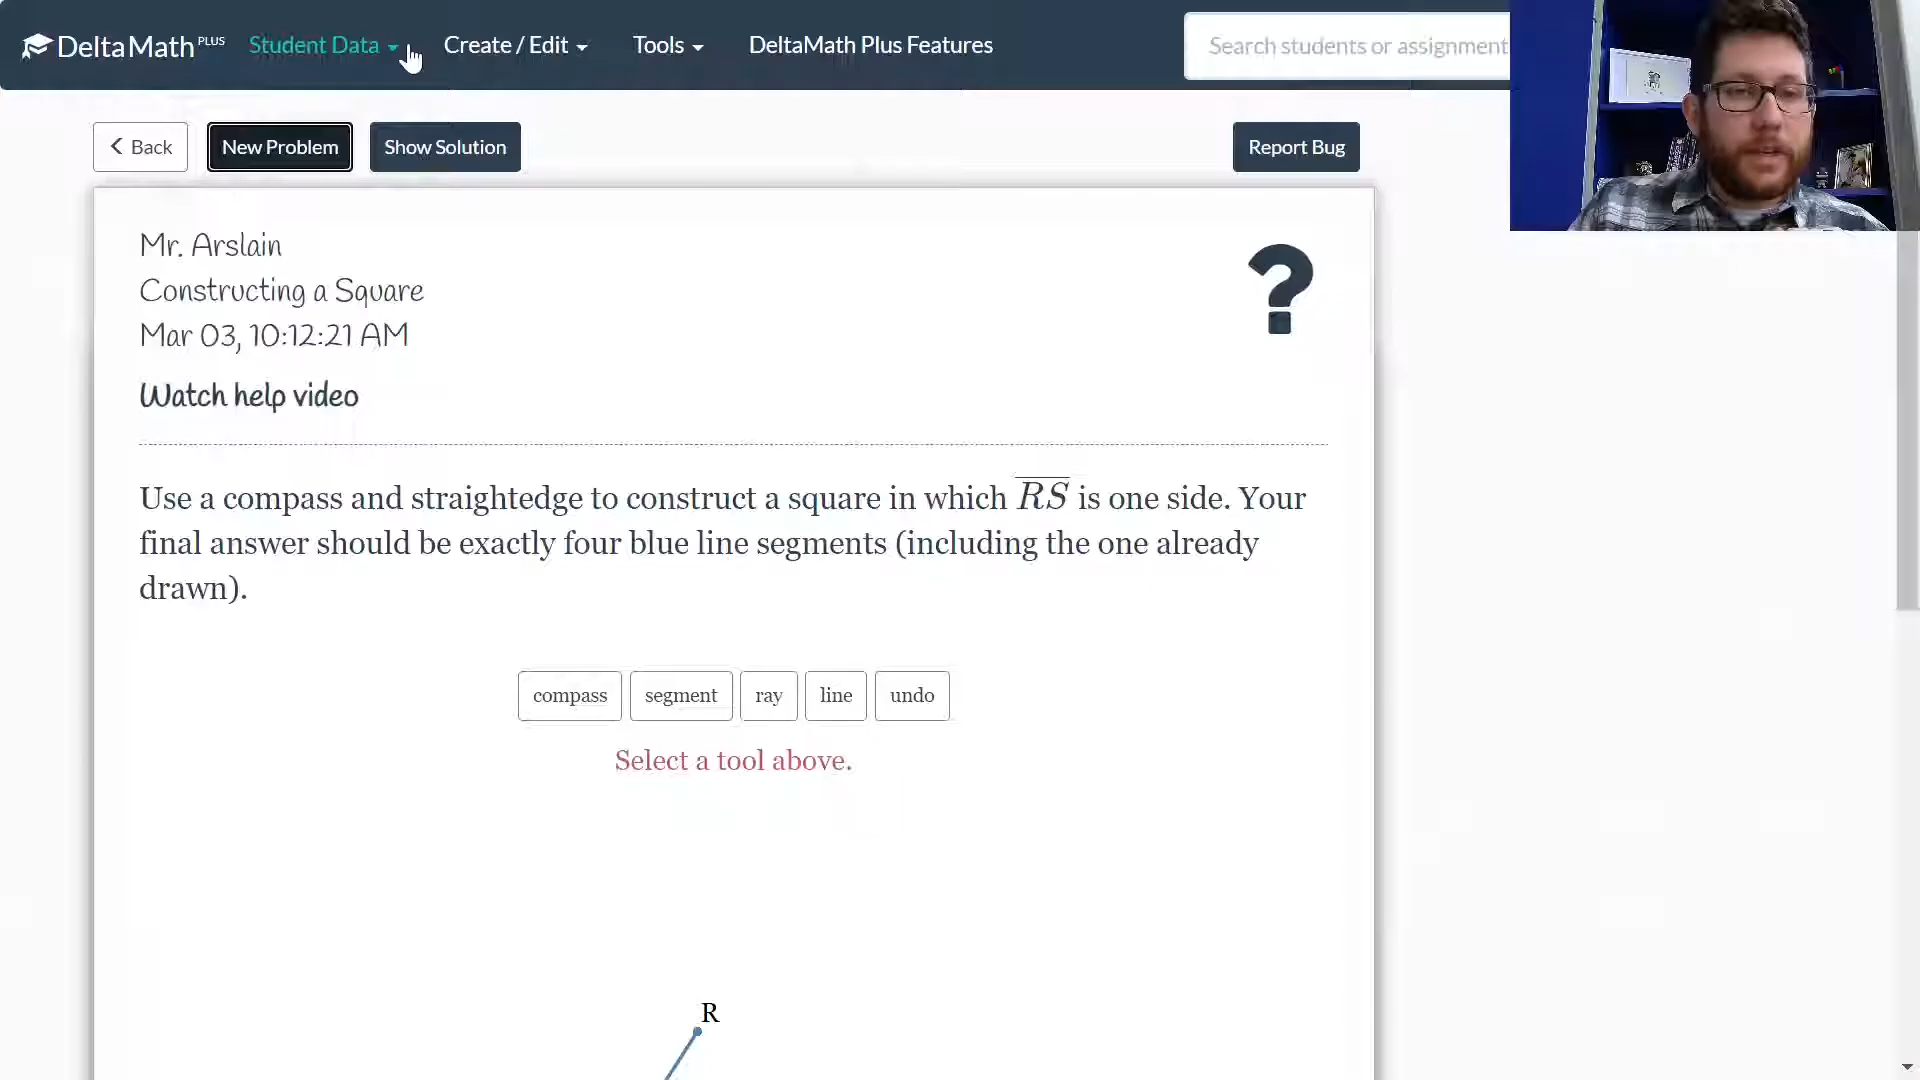 DeltaMath PLUS Student Data Create / Edit Tools DeltaMath Plus Features Search students or assignment
Back New Problem Show Solution Report Bug
Mr. Arslain
Constructing a Square
Mar 03, 10:12:21 AM
?
Watch help video
Use a compass and straightedge to construct a square in which RS is one side. Your
final answer should be exactly four blue line segments (including the one already
drawn).
compass segment ray line undo
Select a tool above.
R